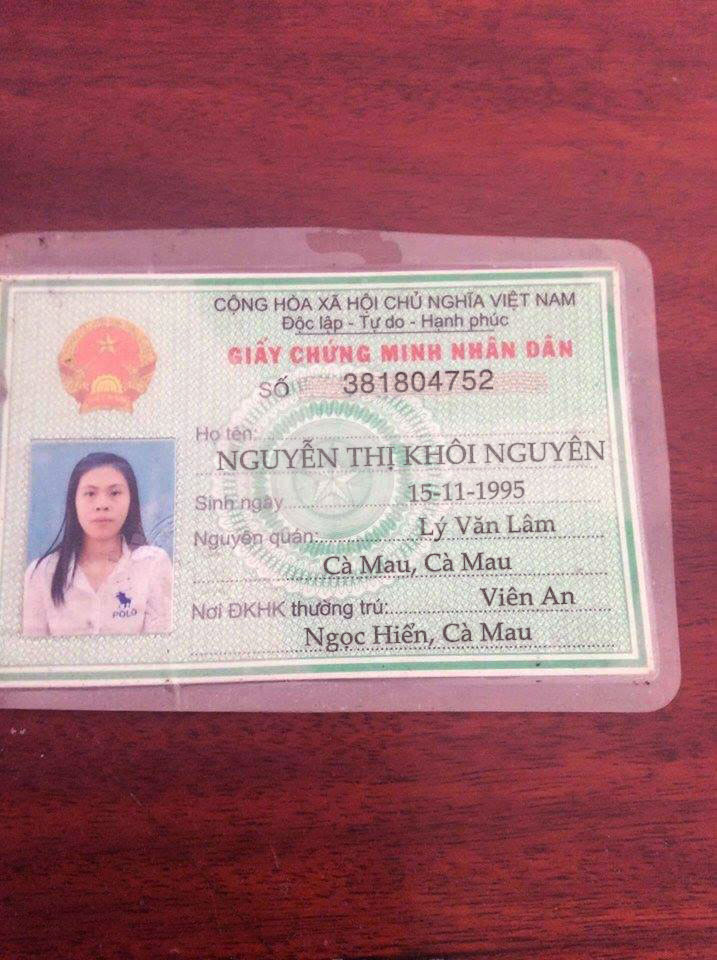 CỘNG HÒA XÃ HỘI CHỦ NGHĨA VIỆT NAM
Độc lập - Tự do - Hạnh phúc
GIẤY CHỨNG MINH NHÂN DÂN
SỐ 381804752
Họ tên:
NGUYỄN THỊ KHÔI NGUYÊN
Sinh ngày 15-11-1995
Nguyên quán: Lý Văn Lâm
Cà Mau, Cà Mau
Nơi ĐKHK thường trú: Viên An
Ngọc Hiển, Cà Mau
POLO